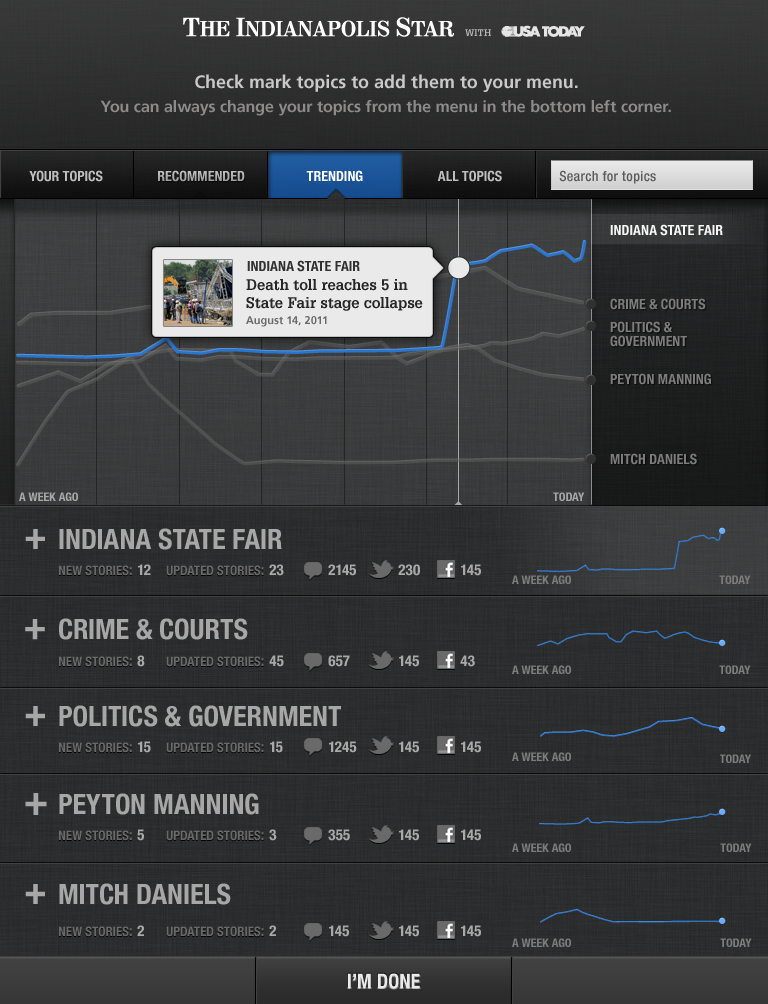 THE INDIANAPOLIS STAR WITH USA TODAY
Check mark topics to add them to your menu.
You can always change your topics from the menu in the bottom left corner.
YOUR TOPICS RECOMMENDED TRENDING ALL TOPICS Search for topics
INDIANA STATE FAIR
INDIANA STATE FAIR
Death toll reaches 5 in
State Fair stage collapse
August 14, 2011
CRIME & COURTS
POLITICS &
GOVERNMENT
PEYTON MANNING
MITCH DANIELS
A WEEK AGO TODAY
+ INDIANA STATE FAIR
NEW STORIES: 12 UPDATED STORIES: 23 2145 230 f 145
A WEEK AGO TODAY
+ CRIME & COURTS
NEW STORIES: 8 UPDATED STORIES: 45 657 145 f 43
A WEEK AGO TODAY
+ POLITICS & GOVERNMENT
NEW STORIES: 15 UPDATED STORIES: 15 1245 145 f 145
A WEEK AGO TODAY
+ PEYTON MANNING
NEW STORIES: 5 UPDATED STORIES: 3 355 145 f 145
A WEEK AGO TODAY
+ MITCH DANIELS
NEW STORIES: 2 UPDATED STORIES: 2 145 145 f 145
A WEEK AGO TODAY
I'M DONE